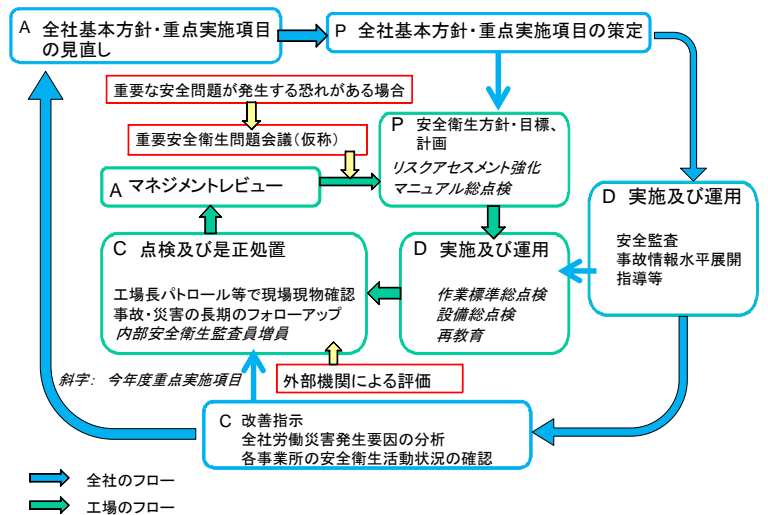 A 全社基本方針・重点実施項目
の見直し
P 全社基本方針・重点実施項目の策定
重要な安全問題が発生する恐れがある場合
重要安全衛生問題会議(仮称)
P 安全衛生方針・目標、
計画
リスクアセスメント強化
マニュアル総点検
A マネジメントレビュー
D 実施及び運用
安全監査
事故情報水平展開
指導等
C 点検及び是正処置
工場長パトロール等で現場現物確認
事故・災害の長期のフォローアップ
内部安全衛生監査員増員
D 実施及び運用
作業標準総点検
設備総点検
再教育
斜字: 今年度重点実施項目
外部機関による評価
C 改善指示
全社労働災害発生要因の分析
各事業所の安全衛生活動状況の確認
全社のフロー
工場のフロー